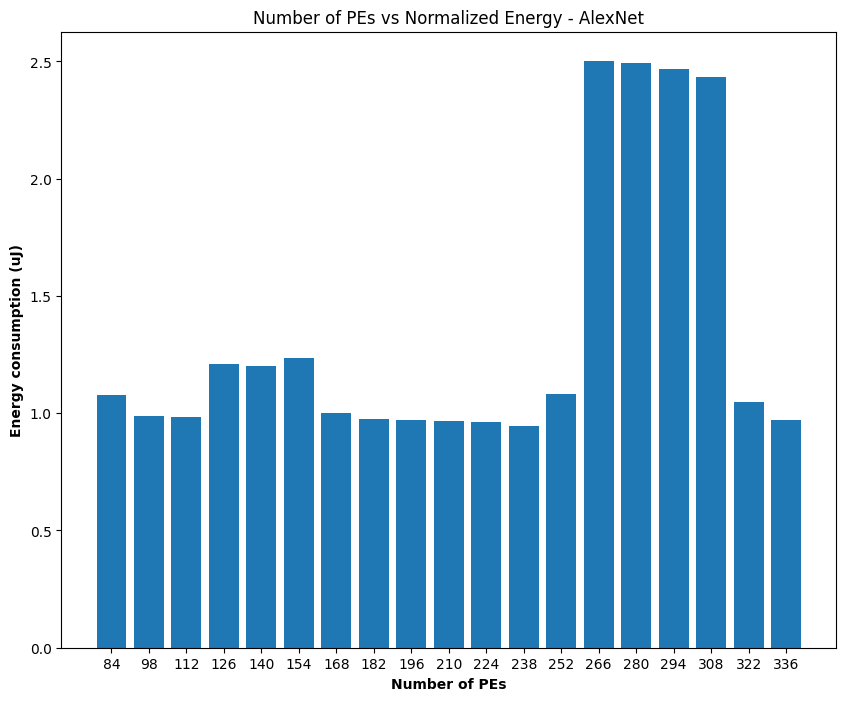 Number of PEs vs Normalized Energy - AlexNet
Energy consumption (uJ)
2.5
2.0
1.5
1.0
0.5
0.0
84 98 112 126 140 154 168 182 196 210 224 238 252 266 280 294 308 322 336
Number of PEs